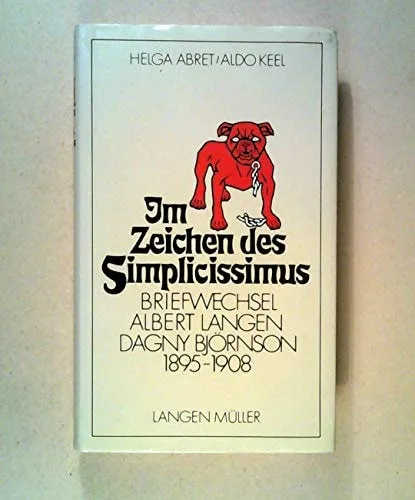 HELGA ABRET/ALDO KEEL
Im
Zeichen des
Simplicissimus
BRIEFWECHSEL
ALBERT LANGEN
DAGNY BJÖRNSON
1895-1908
LANGEN MÜLLER